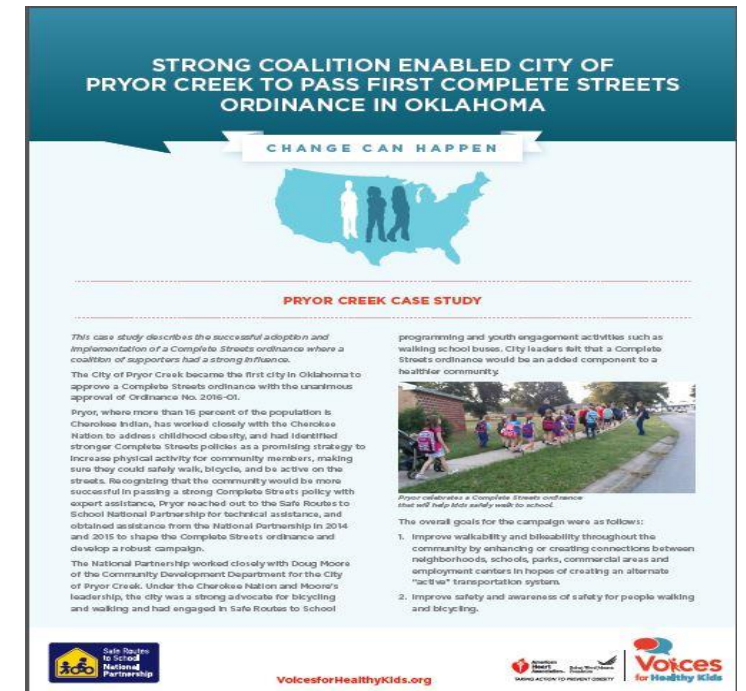 STRONG COALITION ENABLED CITY OF
PRYOR CREEK TO PASS FIRST COMPLETE STREETS
ORDINANCE IN OKLAHOMA
CHANGE CAN HAPPEN
PRYOR CREEK CASE STUDY
This case study describes the successful adoption and
implementation of a Complete Streets ordinance where a
coalition of supporters had a strong influence.
The City of Pryor Creek became the first city in Oklahoma to
approve a Complete Streets ordinance with the unanimous
approval of Ordinance No. 2016-01.
Pryor, where more than 16 percent of the population is
Cherokee Indian, has worked closely with the Cherokee
Nation to address childhood obesity, and had identified
stronger Complete Streets policies as a promising strategy to
increase physical activity for community members, making
sure they could safely walk, bicycle, and be active on the
streets. Recognizing that the community would be more
successful in passing a strong Complete Streets policy with
expert assistance, Pryor reached out to the Safe Routes to
School National Partnership for technical assistance, and
obtained assistance from the National Partnership in 2014
and 2015 to shape the Complete Streets ordinance and
develop a robust campaign.
The National Partnership worked closely with Doug Moore
of the Community Development Department for the City
of Pryor Creek. Under the Cherokee Nation and Moore's
leadership, the city was a strong advocate for bicycling
and walking and had engaged in Safe Routes to School
programming and youth engagement activities such as
walking school buses. City leaders felt that a Complete
Streets ordinance would be an added component to a
healthier community.
Pryor celebrates a Complete Streets ordinance
that will help kids safely walk to school.
The overall goals for the campaign were as follows:
1. Improve walkability and bikeability throughout the
community by enhancing or creating connections between
neighborhoods, schools, parks, commercial areas and
employment centers in hopes of creating an alternate
"active" transportation system.
2. Improve safety and awareness of safety for people walking
and bicycling.
Safe Routes
to School
National
Partnership
VoicesforHealthyKids.org
American
Heart
Association.
Robert Wood Johnson
Foundation
TAKING ACTION TO PREVENT OBESITY
Voices
for Healthy Kids